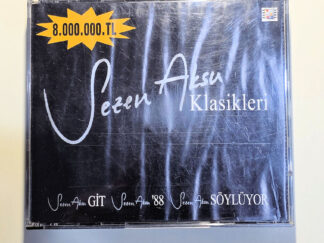 8.000.000.TL
Sezen Aksu
Klasikleri
Sezen Aksu GİT Sezen Aksu '88 Sezen Aksu SÖYLÜYOR